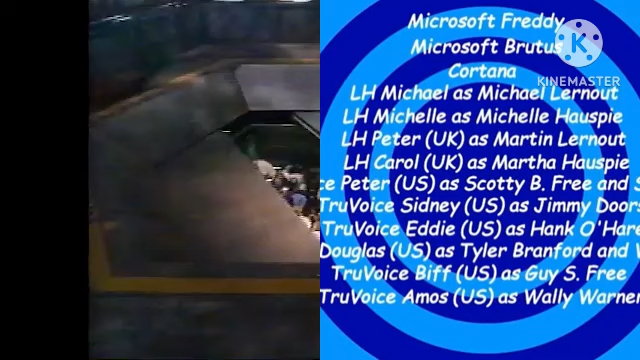 Microsoft Freddy
Microsoft Brutus
Cortana
KINEMASTER
LH Michael as Michael Lernout
LH Michelle as Michelle Hauspie
LH Peter (UK) as Martin Lernout
LH Carol (UK) as Martha Hauspie
ce Peter (US) as Scotty B. Free and S
TruVoice Sidney (US) as Jimmy Doors
TruVoice Eddie (US) as Hank O'Hare
Douglas (US) as Tyler Branford and
TruVoice Biff (US) as Guy S. Free
TruVoice Amos (US) as Wally Warner